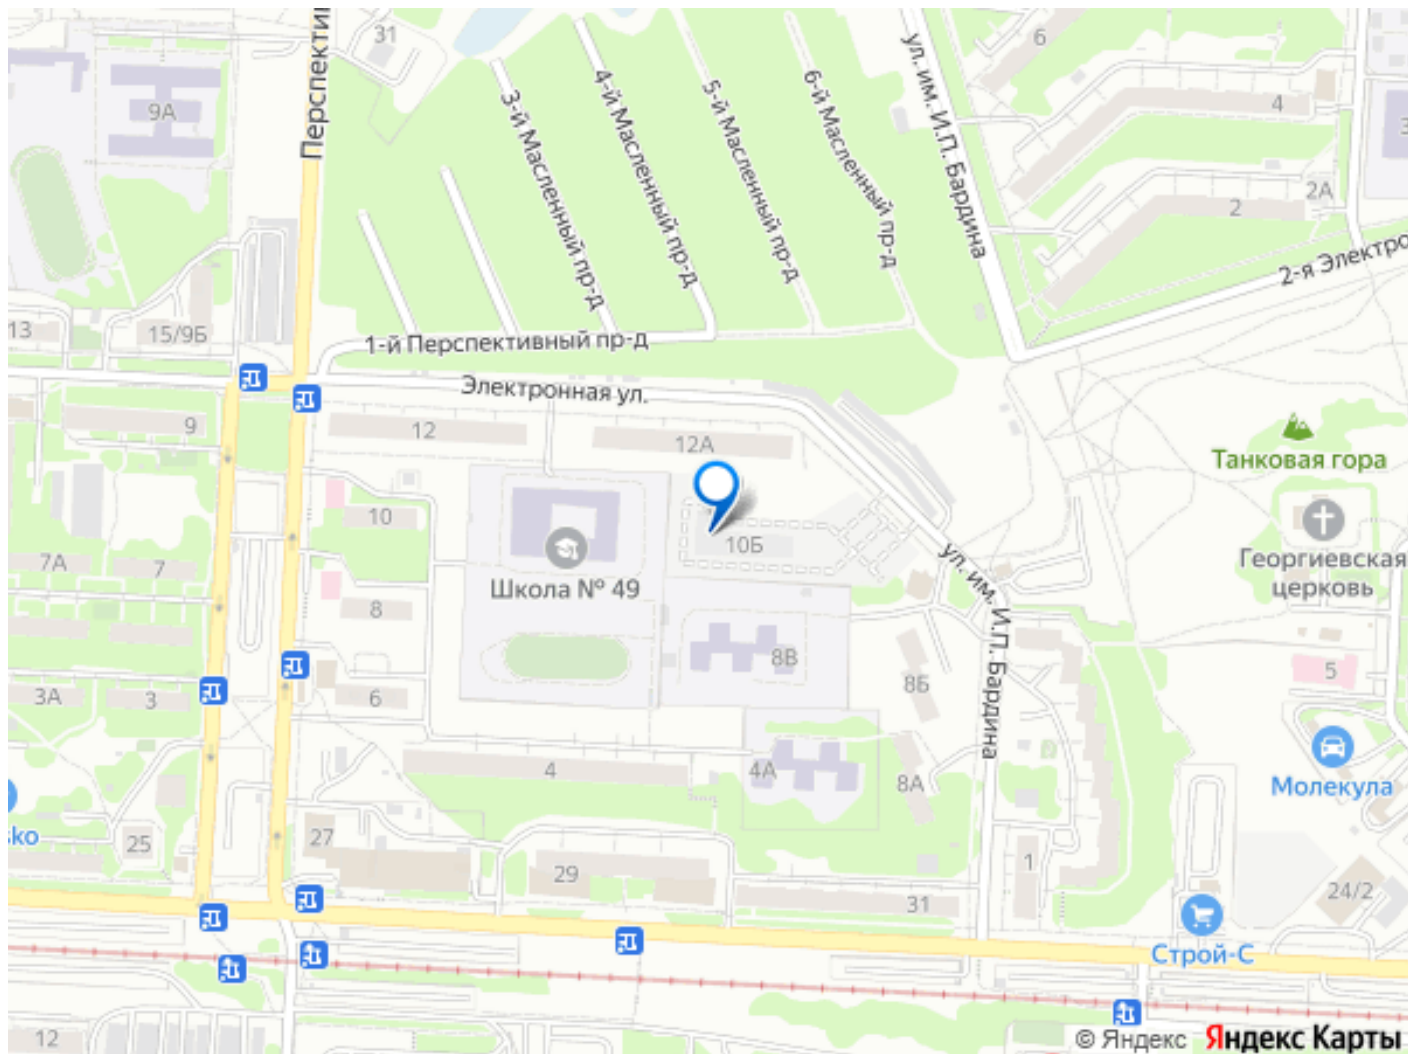 31
Перспекти
ул. им. И.П. Бардина
6
9А
3-й Масленный пр-д
4-й Масленный пр-д
5-й Масленный пр-д
6-й Масленный пр-д
4
3
2А
2
2-я Электро
13
15/9Б
1-й Перспективный пр-д
Электронная ул.
9
12
12А
Танковая гора
10
10Б
Школа № 49
ул. им. И.П. Бардина
Георгиевская
церковь
7А
7
8
8В
8Б
5
3А
3
6
4
4А
8А
Молекула
sko
25
27
29
1
31
24/2
Строй-С
12
© Яндекс Яндекс Карты